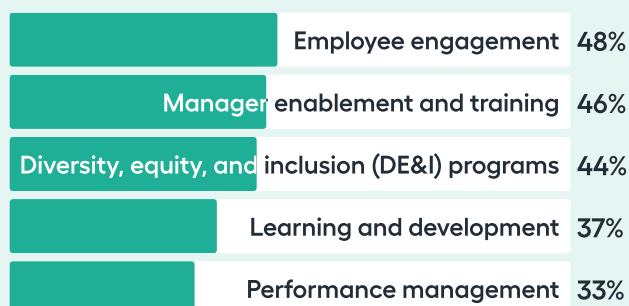 Employee engagement 48%
Manager enablement and training 46%
Diversity, equity, and inclusion (DE&I) programs 44%
Learning and development 37%
Performance management 33%